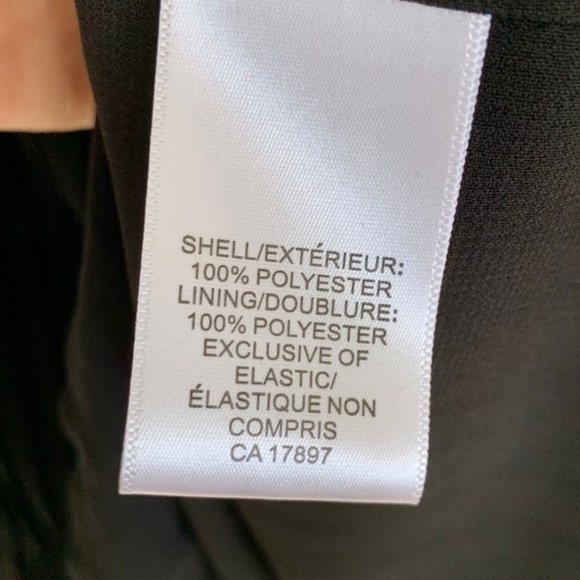 SHELL/EXTÉRIEUR:
100% POLYESTER
LINING/DOUBLURE:
100% POLYESTER
EXCLUSIVE OF
ELASTIC/
ÉLASTIQUE NON
COMPRIS
CA 17897